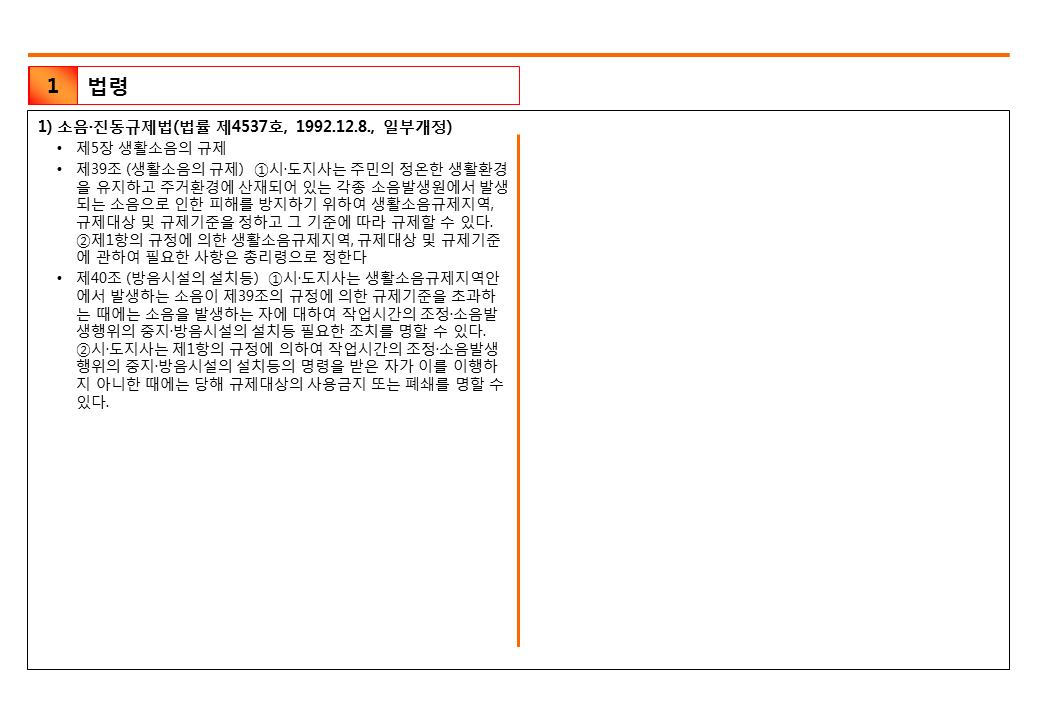 1 법령
1) 소음·진동규제법(법률 제4537호, 1992.12.8., 일부개정)
• 제5장 생활소음의 규제
• 제39조 (생활소음의 규제) ①시·도지사는 주민의 정온한 생활환경
을 유지하고 주거환경에 산재되어 있는 각종 소음발생원에서 발생
되는 소음으로 인한 피해를 방지하기 위하여 생활소음규제지역,
규제대상 및 규제기준을 정하고 그 기준에 따라 규제할 수 있다.
②제1항의 규정에 의한 생활소음규제지역, 규제대상 및 규제기준
에 관하여 필요한 사항은 총리령으로 정한다
• 제40조 (방음시설의 설치등) ①시·도지사는 생활소음규제지역안
에서 발생하는 소음이 제39조의 규정에 의한 규제기준을 초과하
는 때에는 소음을 발생하는 자에 대하여 작업시간의 조정·소음발
생행위의 중지·방음시설의 설치등 필요한 조치를 명할 수 있다.
②시·도지사는 제1항의 규정에 의하여 작업시간의 조정·소음발생
행위의 중지·방음시설의 설치등의 명령을 받은 자가 이를 이행하
지 아니한 때에는 당해 규제대상의 사용금지 또는 폐쇄를 명할 수
있다.